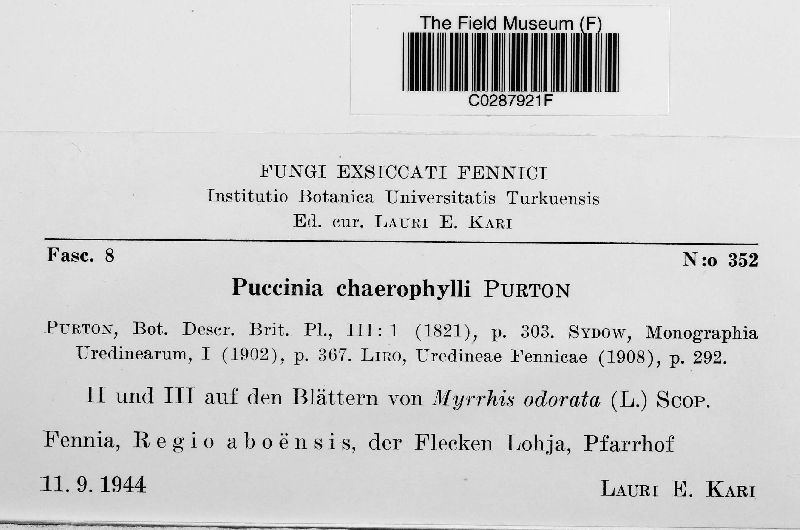 The Field Museum (F)
C0287921F
FUNGI EXSICCATI FENNICI
Institutio Botanica Universitatis Turkuensis
Ed. cur. LAURI E. KARI
Fasc. 8 N:o 352
Puccinia chaerophylli PURTON
PURTON, Bot. Descr. Brit. Pl., III: 1 (1821), p. 303. SYDOW, Monographia
Uredinearum, I (1902), p. 367. LIRO, Uredineae Fennicae (1908), p. 292.
II und III auf den Blättern von Myrrhis odorata (L.) SCOP.
Fennia, Regio aboënsis, der Flecken Lohja, Pfarrhof
11. 9. 1944 LAURI E. KARI